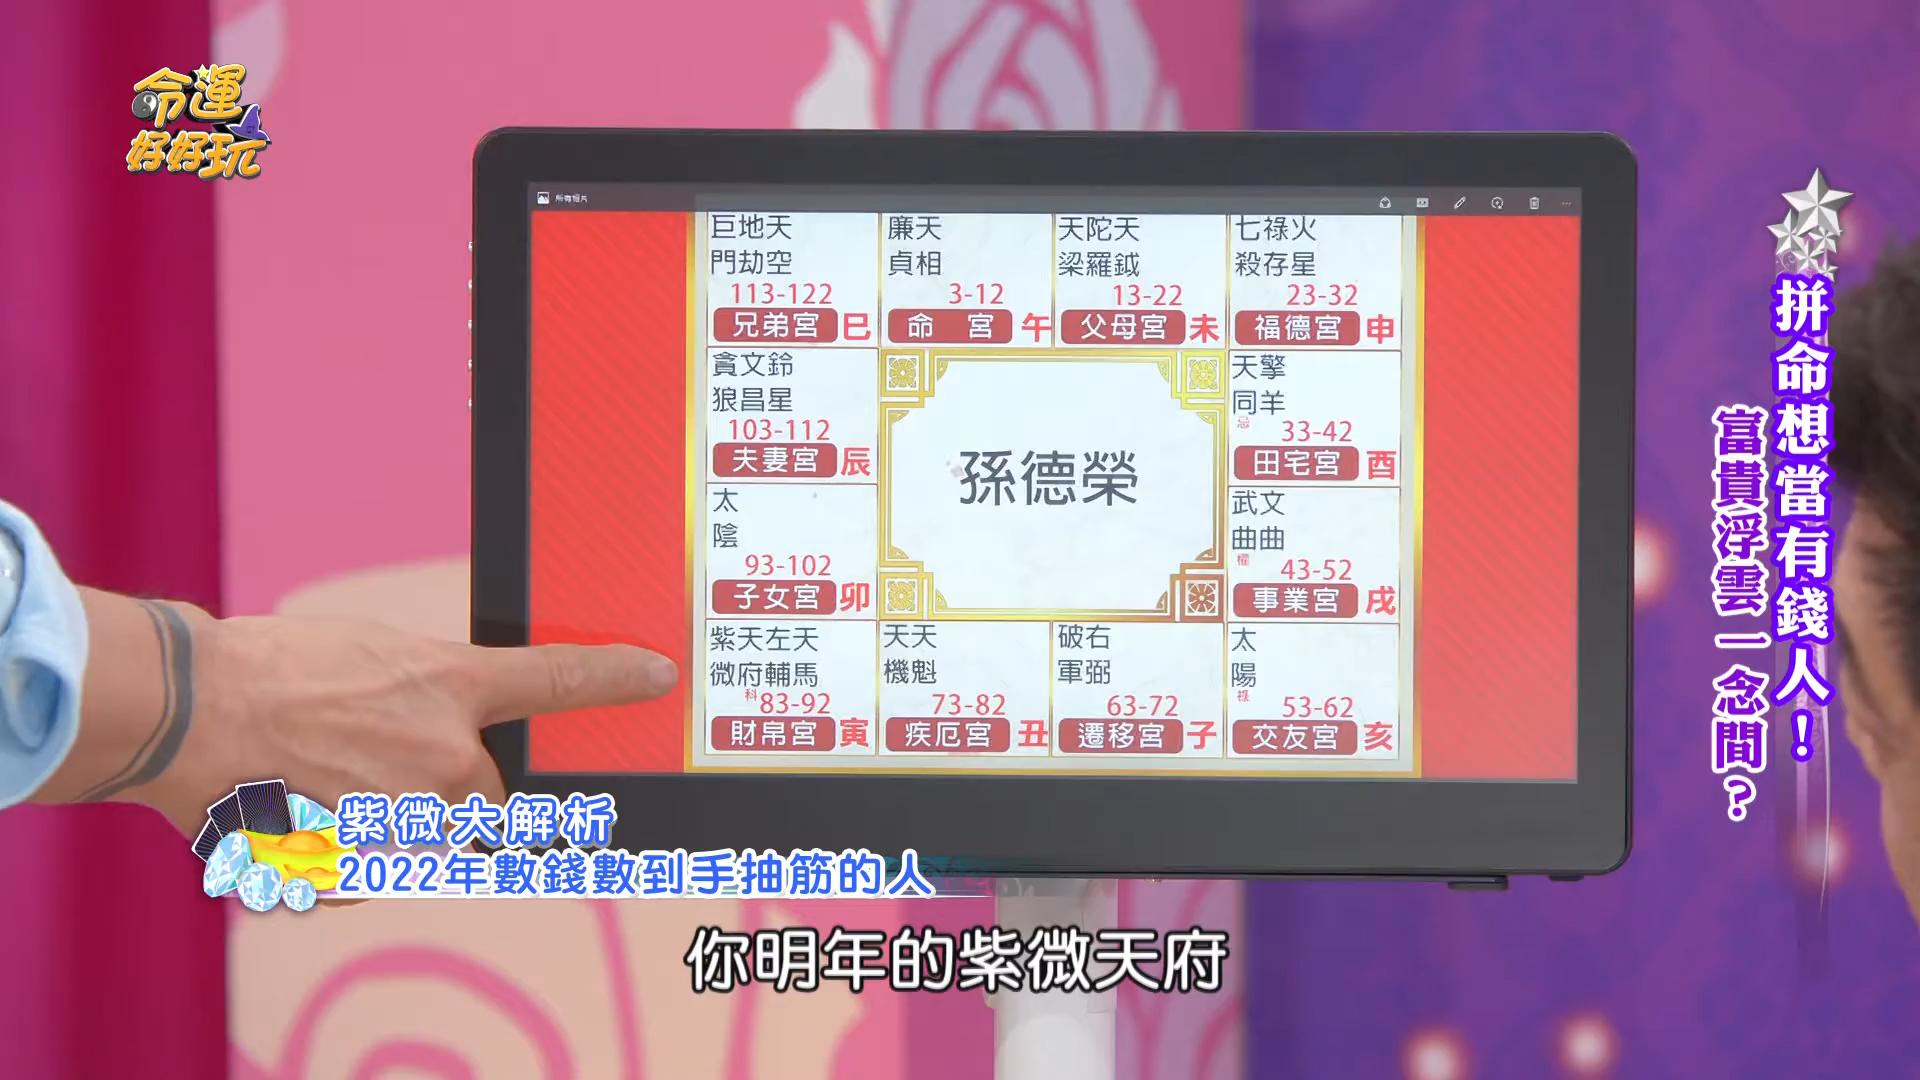 命運
好好玩
所有相片
巨地天
門劫空
113-122
兄弟宮 巳
廉天
貞相
3-12
命 宮 午
天陀天
梁羅鉞
13-22
父母宮 未
七祿火
殺存星
23-32
福德宮 申
貪文鈴
狼昌星
103-112
夫妻宮 辰
孫德榮
天擎
同羊
忌
33-42
田宅宮 酉
太
陰
93-102
子女宮 卯
武文
曲曲
權
43-52
事業宮 戌
紫天左天
微府輔馬
科
83-92
財帛宮 寅
天天
機魁
73-82
疾厄宮 丑
破右
軍弼
63-72
遷移宮 子
太
陽
祿
53-62
交友宮 亥
拼命想當有錢人!
富貴浮雲一念間?
紫微大解析
2022年數錢數到手抽筋的人
你明年的紫微天府